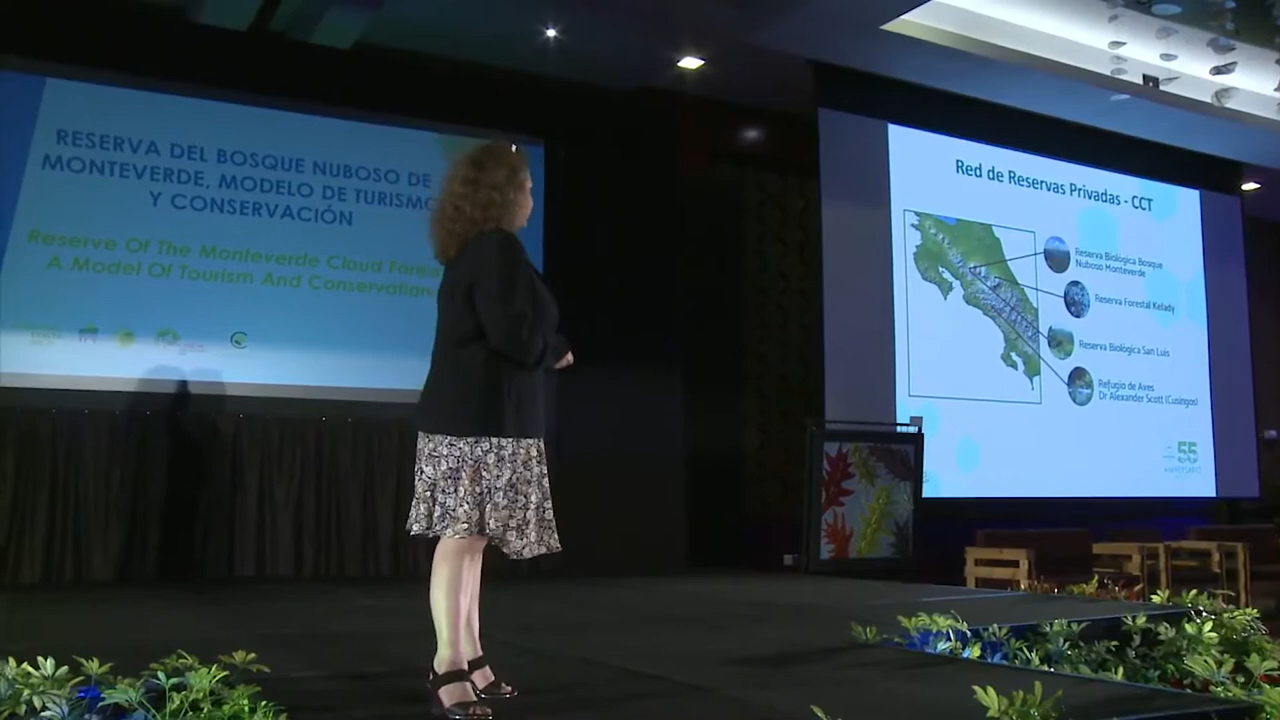 RESERVA DEL BOSQUE NUBOSO DE
MONTEVERDE, MODELO DE TURISMO
Y CONSERVACIÓN
Reserve Of The Monteverde Cloud
A Model Of Tourism And Conservation
Red de Reservas Privadas - CCT
Reserva Biológica Bosque
Nuboso Monteverde
Reserva Forestal Kelady
Reserva Biológica San Luis
Refugio de Aves
Dr Alexander Scott (Cusingos)
55
ANIVERSARIO